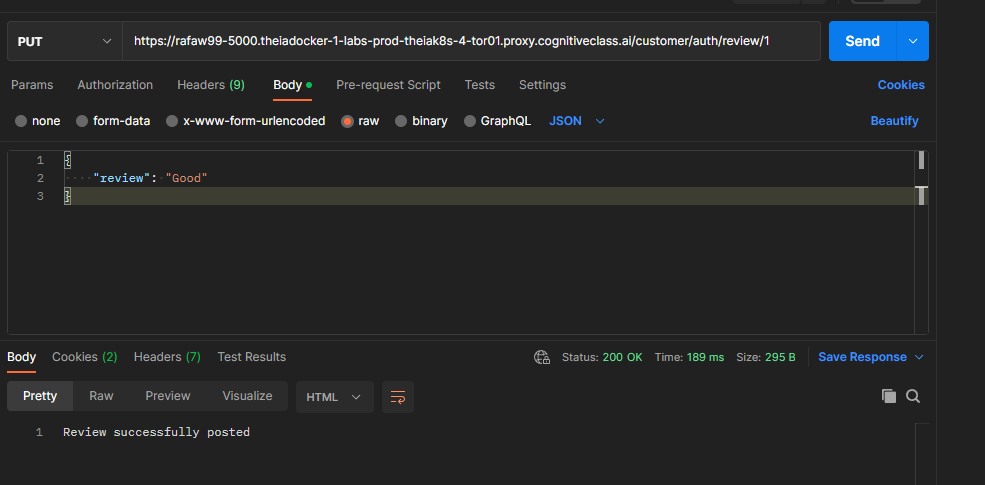 PUT https://rafaw99-5000.theiadocker-1-labs-prod-theiak8s-4-tor01.proxy.cognitiveclass.ai/customer/auth/review/1 Send
Params Authorization Headers (9) Body Pre-request Script Tests Settings Cookies
none form-data x-www-form-urlencoded raw binary GraphQL JSON Beautify
1 {
2 "review": "Good"
3 }
Body Cookies (2) Headers (7) Test Results Status: 200 OK Time: 189 ms Size: 295 B Save Response
Pretty Raw Preview Visualize HTML
1 Review successfully posted